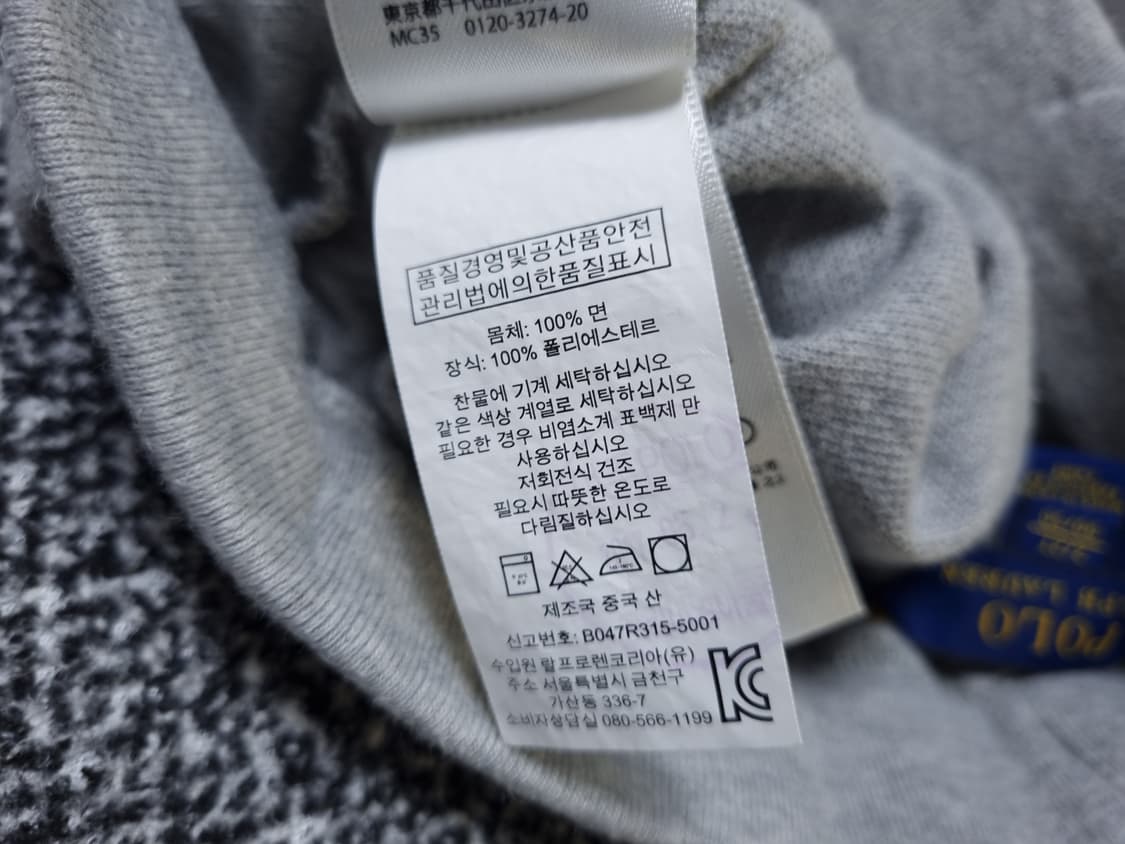 MC35 0120-3274-20
품질경영및공산품안전
관리법에의한품질표시
몸체: 100% 면
장식: 100% 폴리에스테르
찬물에 기계 세탁하십시오
같은 색상 계열로 세탁하십시오
필요한 경우 비염소계 표백제 만
사용하십시오
저회전식 건조
필요시 따뜻한 온도로
다림질하십시오
제조국 중국 산
신고번호: B047R315-5001
수입원 랄프로렌코리아(유)
주소 서울특별시 금천구
가산동 336-7
소비자상담실 080-566-1199
POLO